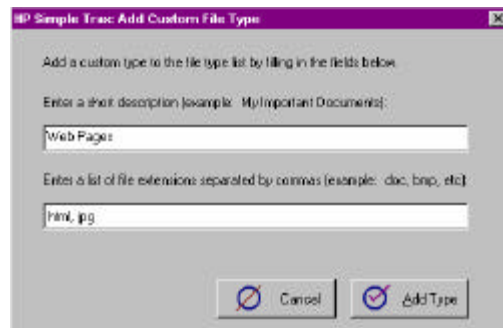 HP Simple Trax Add Custom File Type
Add a custom type to the file type list by filling in the fields below.
Enter a short description (example: My Important Documents):
Web Pages
Enter a list of file extensions separated by commas (example: doc, bmp, etc):
html, jpg
Cancel
Add Type